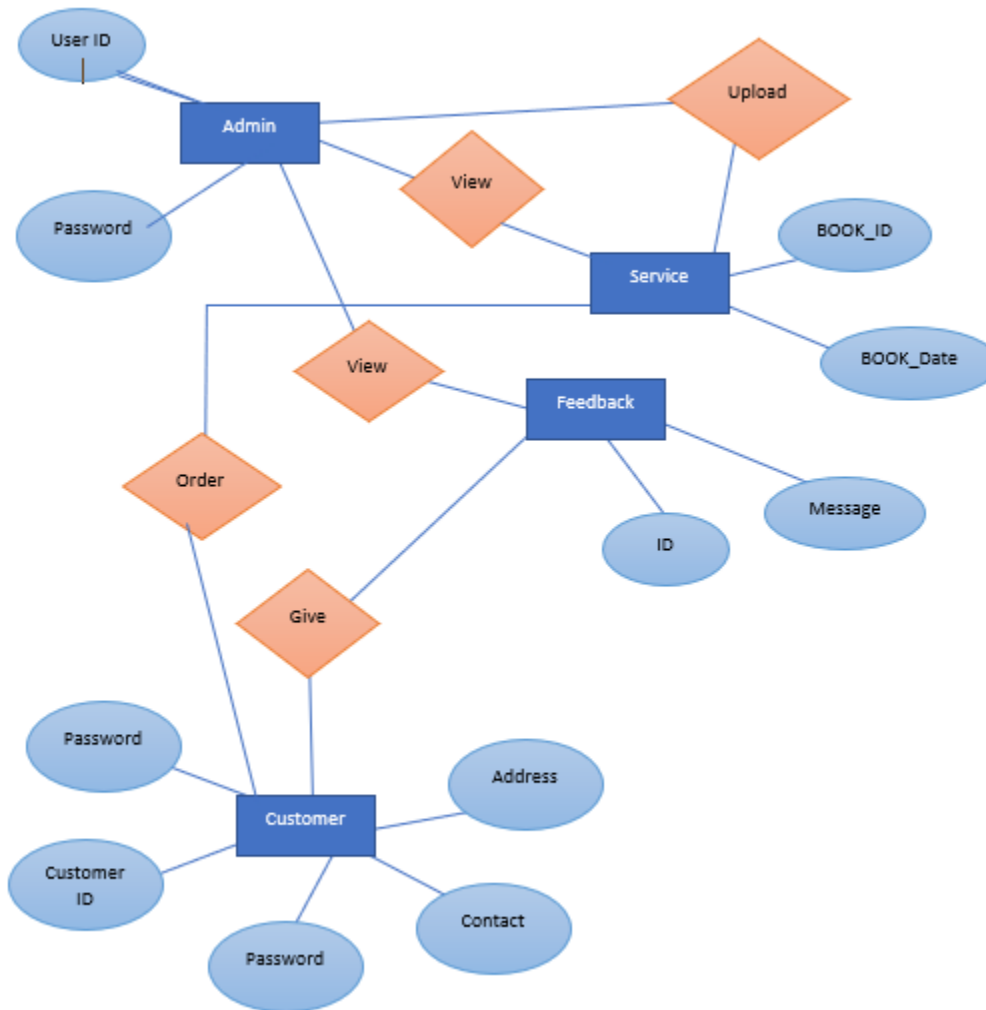 User ID
Upload
Admin
View
Password
BOOK_ID
Service
BOOK_Date
View
Feedback
Order
Message
ID
Give
Password
Address
Customer
Customer
ID
Contact
Password